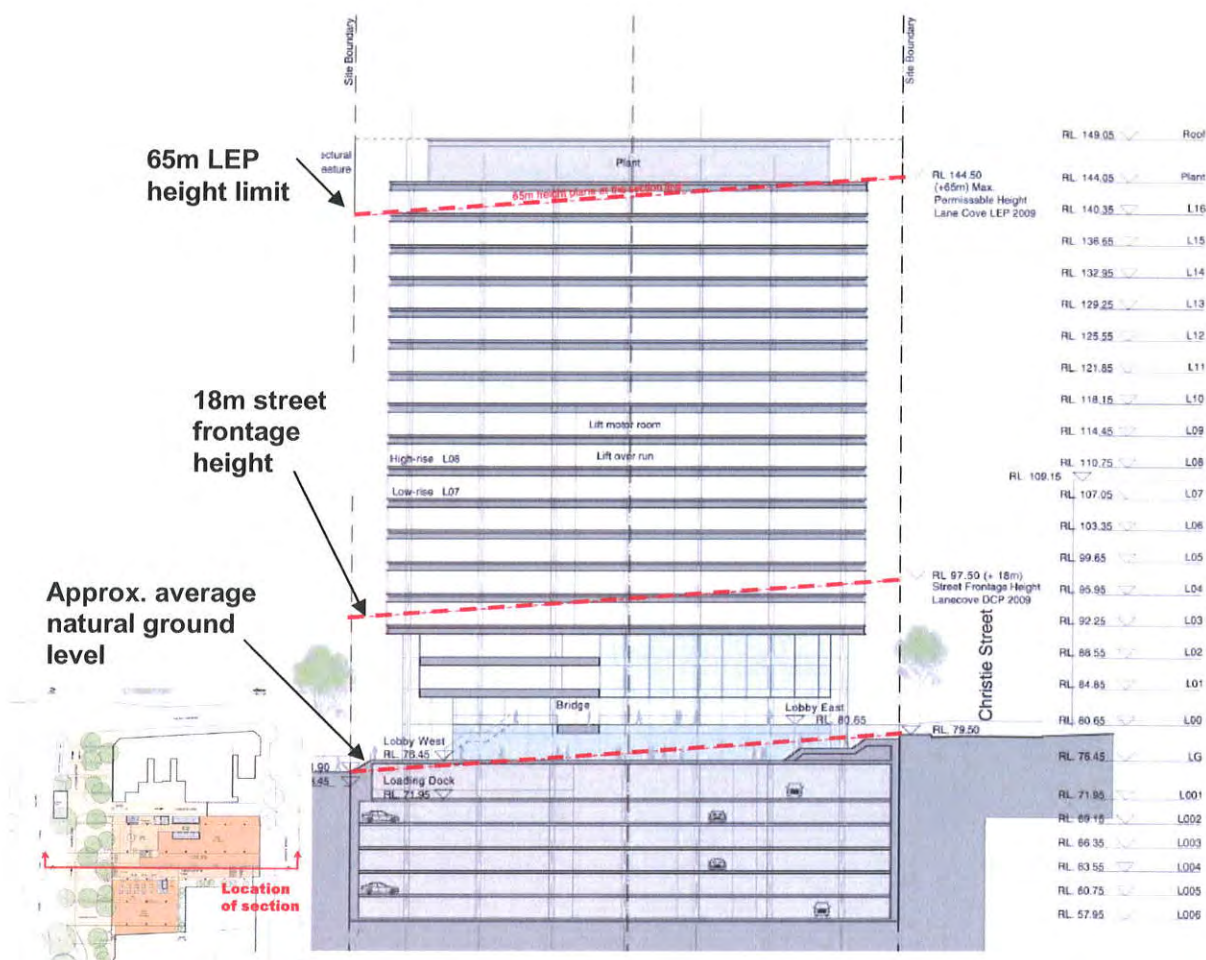 Site Boundary
Site Boundary
65m LEP
height limit
ectural
eature
Plant
65m height plane at the section line
RL 144.50
(+65m) Max.
Permissable Height
Lane Cove LEP 2009
18m street
frontage
height
Lift motor room
High-rise L08
Lift over run
Low-rise L07
RL 109.15
RL 97.50 (+ 18m)
Street Frontage Height
Lanecove DCP 2009
Approx. average
natural ground
level
Christie Street
Bridge
Lobby East
RL 80.65
RL 79.50
Lobby West
RL 76.45
.90
.45
Loading Dock
RL 71.95
Location
of section
RL 149.05 Roof
RL 144.05 Plant
RL 140.35 L16
RL 136.65 L15
RL 132.95 L14
RL 129.25 L13
RL 125.55 L12
RL 121.85 L11
RL 118.15 L10
RL 114.45 L09
RL 110.75 L08
RL 107.05 L07
RL 103.35 L06
RL 99.65 L05
RL 95.95 L04
RL 92.25 L03
RL 88.55 L02
RL 84.85 L01
RL 80.65 L00
RL 76.45 LG
RL 71.95 L001
RL 69.15 L002
RL 66.35 L003
RL 63.55 L004
RL 60.75 L005
RL 57.95 L006